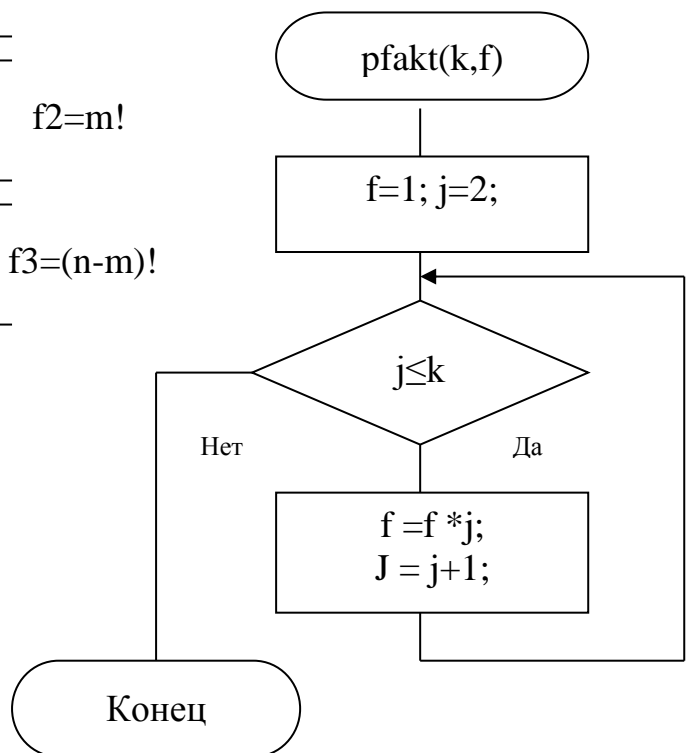 pfakt(k,f)
f2=m!
f=1; j=2;
f3=(n-m)!
j≤k
Нет
Да
f =f *j;
J = j+1;
Конец